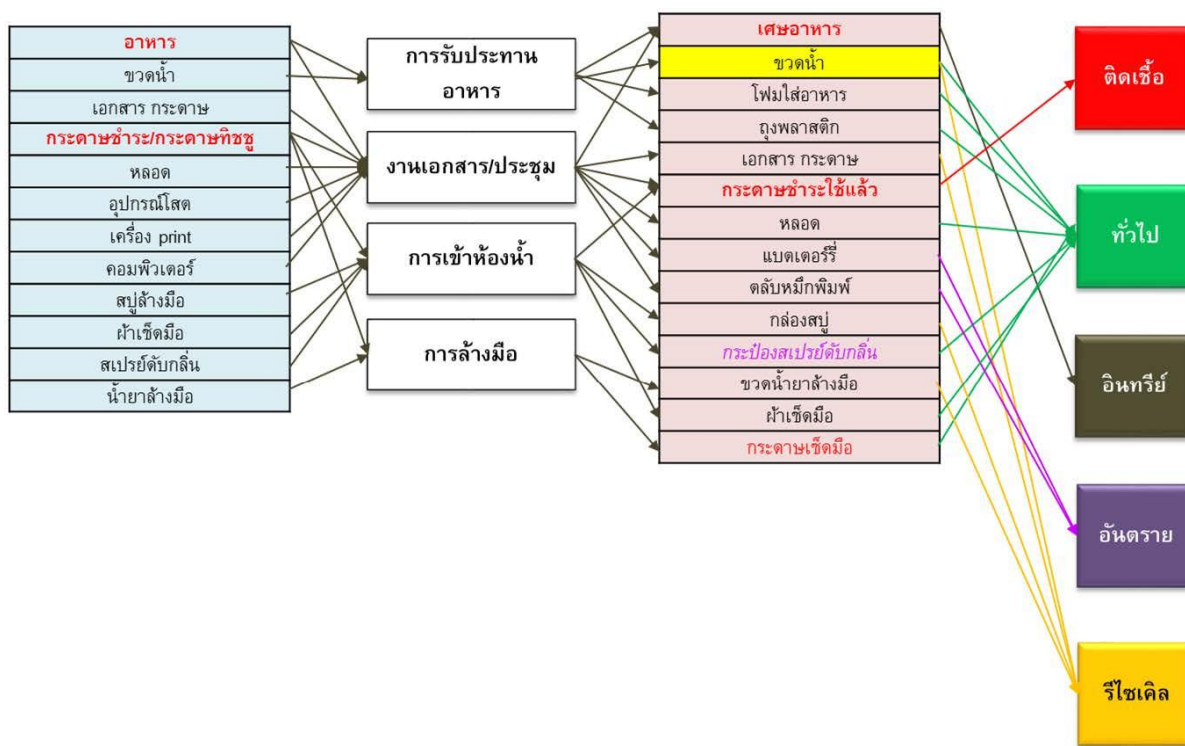 อาหาร
ขวดน้ำ
เอกสาร กระดาษ
กระดาษชำระ/กระดาษทิชชู
หลอด
อุปกรณ์โสต
เครื่อง print
คอมพิวเตอร์
สบู่ล้างมือ
ผ้าเช็ดมือ
สเปรย์ดับกลิ่น
น้ำยาล้างมือ
การรับประทาน
อาหาร
งานเอกสาร/ประชุม
การเข้าห้องน้ำ
การล้างมือ
เศษอาหาร
ขวดน้ำ
โฟมใส่อาหาร
ถุงพลาสติก
เอกสาร กระดาษ
กระดาษชำระใช้แล้ว
หลอด
แบตเตอร์รี่
ตลับหมึกพิมพ์
กล่องสบู่
กระป๋องสเปรย์ดับกลิ่น
ขวดน้ำยาล้างมือ
ผ้าเช็ดมือ
กระดาษเช็ดมือ
ติดเชื้อ
ทั่วไป
อินทรีย์
อันตราย
รีไซเคิล